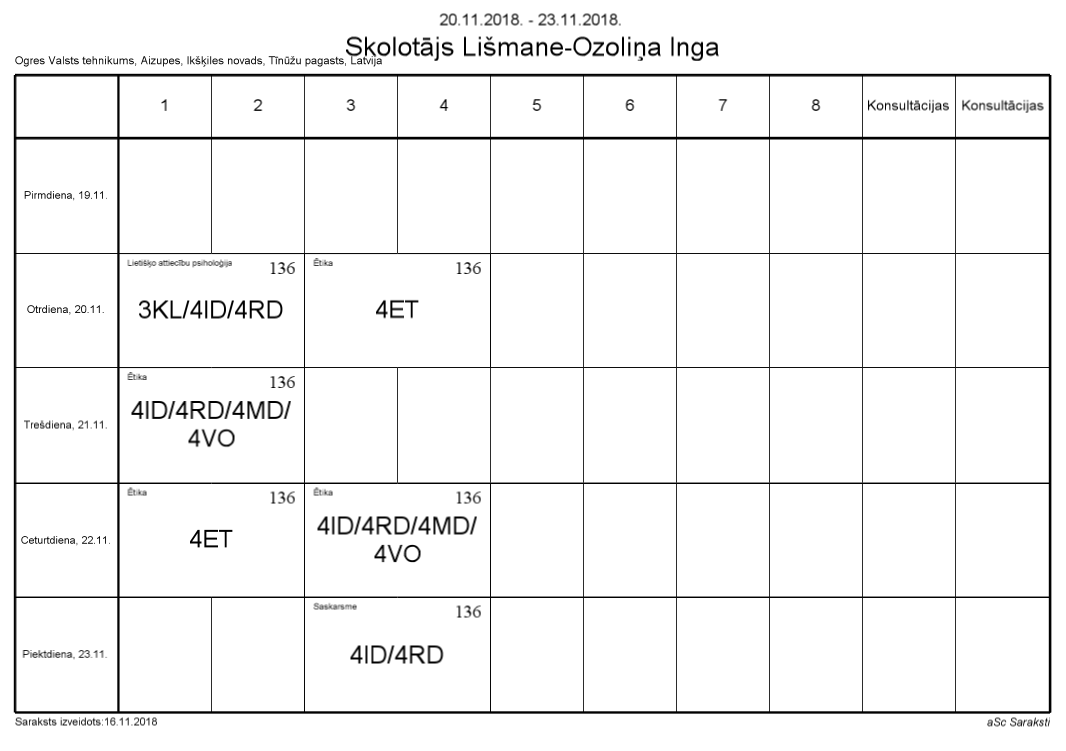 20.11.2018. - 23.11.2018.
Skolotājs Lišmane-Ozoliņa Inga
Ogres Valsts tehnikums, Aizupes, Ikšķiles novads, Tīnūžu pagasts, Latvija
1 2 3 4 5 6 7 8 Konsultācijas Konsultācijas
Pirmdiena, 19.11.
Lietišķo attiecību psiholoģija 136 Ētika 136
Otrdiena, 20.11. 3KL/4ID/4RD 4ET
Ētika 136
4ID/4RD/4MD/
Trešdiena, 21.11.
4VO
Ētika 136 Ētika 136
4ID/4RD/4MD/
Ceturtdiena, 22.11. 4ET
4VO
Saskarsme 136
Piektdiena, 23.11. 4ID/4RD
Saraksts izveidots:16.11.2018 aSc Saraksti